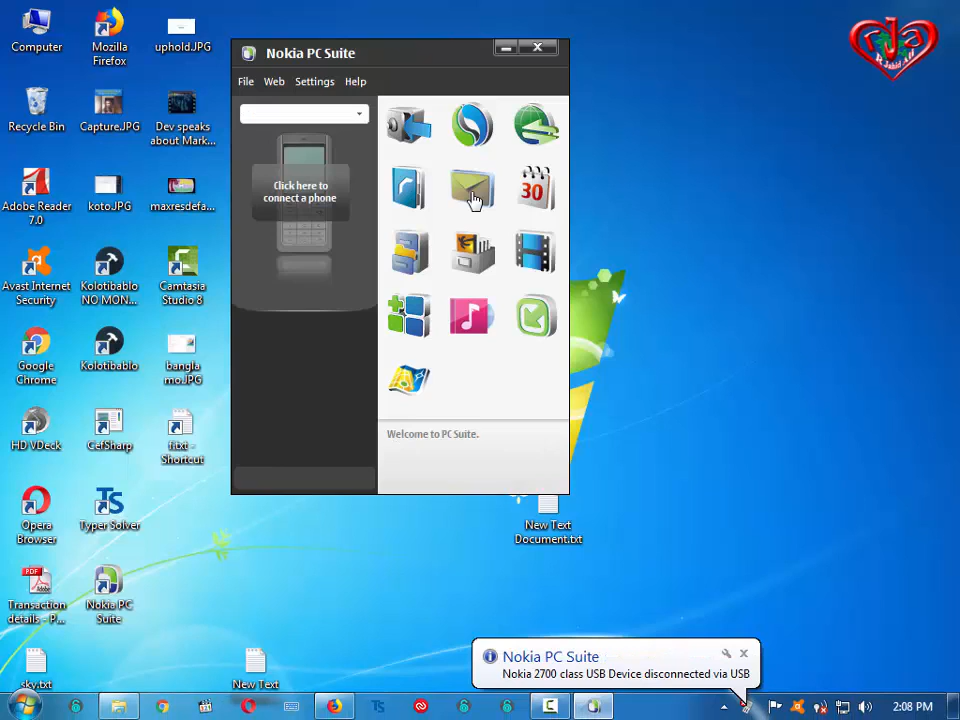 Computer
Mozilla
Firefox
uphold.JPG
Recycle Bin
Capture.JPG
Dev speaks
about Mark...
Adobe Reader
7.0
koto.JPG
maxresdefa...
Avast Internet
Security
Kolotibablo
NO MON...
Camtasia
Studio 8
Google
Chrome
Kolotibablo
bangla
mo.JPG
HD VDeck
CefSharp
f.txt -
Shortcut
Opera
Browser
Typer Solver
Transaction
details - P...
Nokia PC
Suite
sky.txt
New Text
Nokia PC Suite
File Web Settings Help
Click here to
connect a phone
30
Welcome to PC Suite.
New Text
Document.txt
Nokia PC Suite
Nokia 2700 class USB Device disconnected via USB
2:08 PM